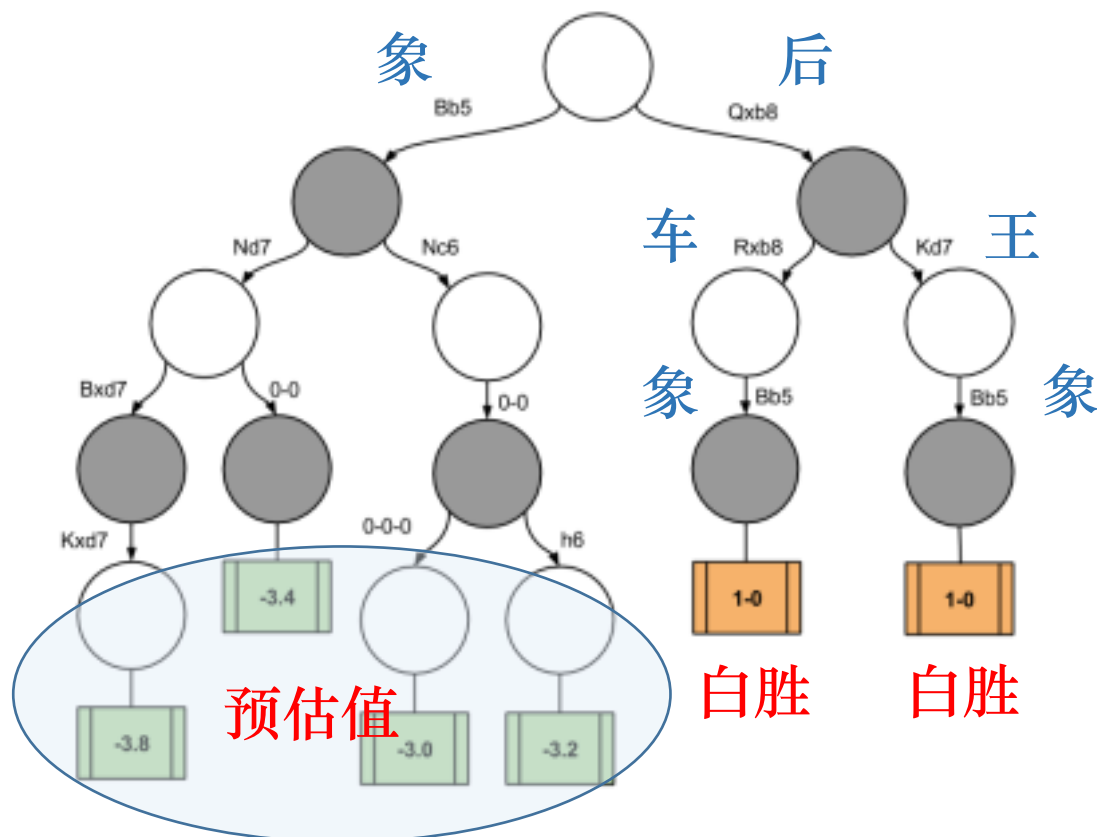 象
后
Bb5
Qxb8
车
王
Nd7
Nc6
Rxb8
Kd7
象
象
Bxd7
0-0
0-0
Bb5
Bb5
Kxd7
0-0-0
h6
-3.4
1-0
1-0
预估值
白胜
白胜
-3.8
-3.0
-3.2